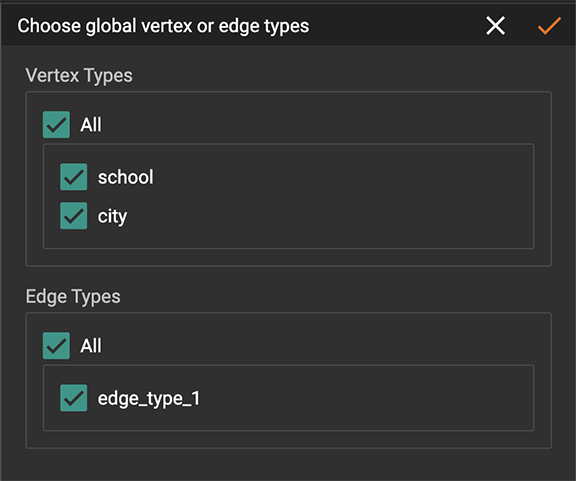 Choose global vertex or edge types
Vertex Types
All
school
city
Edge Types
All
edge_type_1